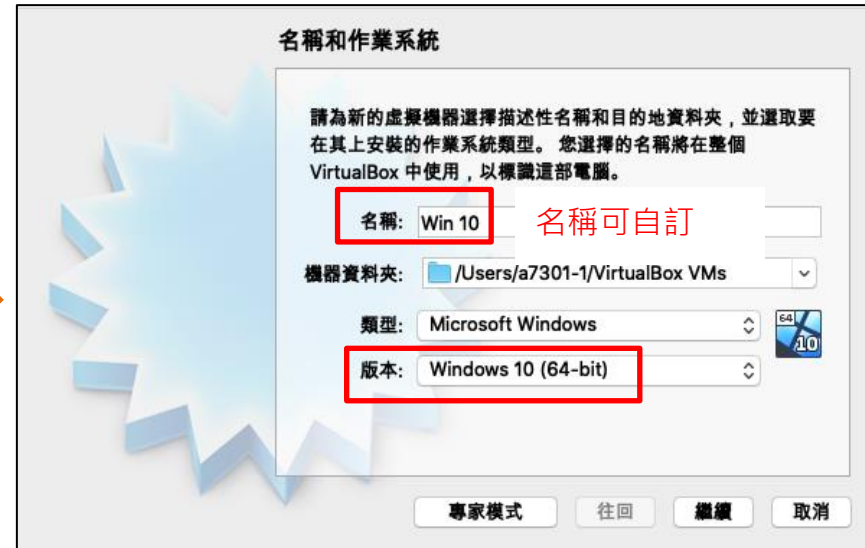 名稱和作業系統
請為新的虛擬機器選擇描述性名稱和目的地資料夾，並選取要
在其上安裝的作業系統類型。 您選擇的名稱將在整個
VirtualBox 中使用，以標識這部電腦。
名稱: Win 10 名稱可自訂
機器資料夾: /Users/a7301-1/VirtualBox VMs
類型: Microsoft Windows 64
10
版本: Windows 10 (64-bit)
專家模式 往回 繼續 取消